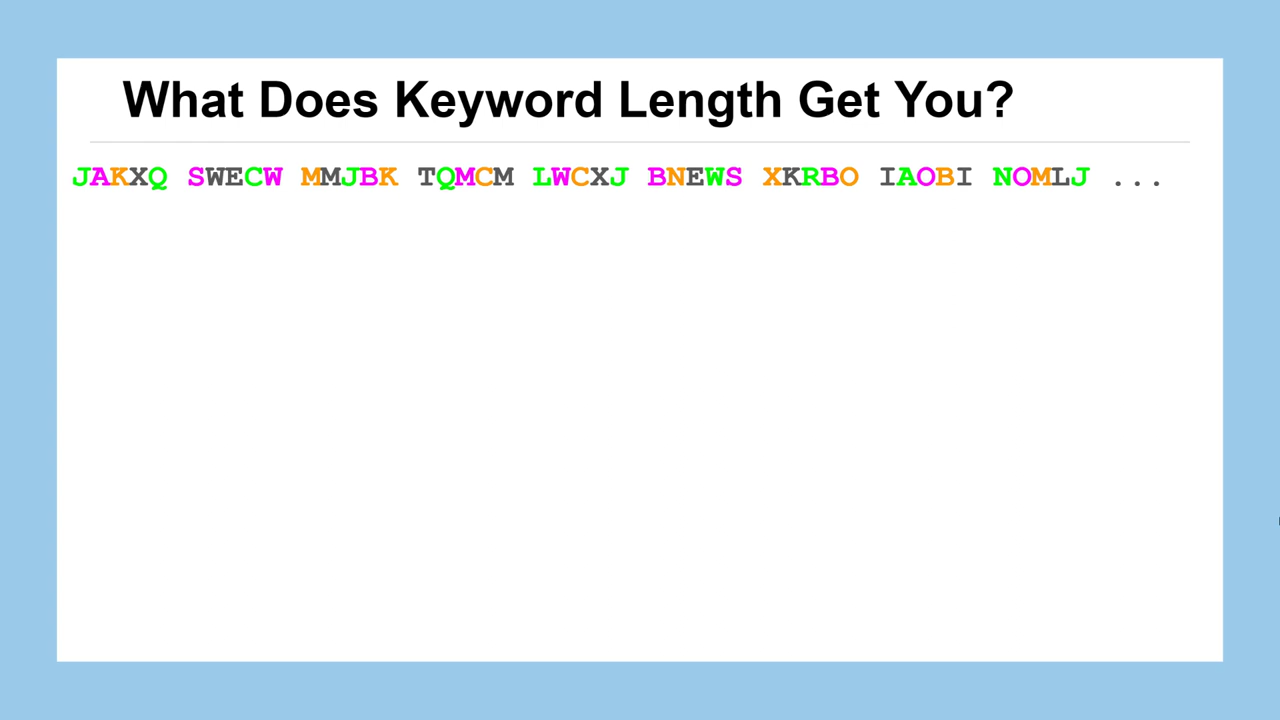 What Does Keyword Length Get You?
JAKXQ SWECW MMJBK TQMCM LWCXJ BNEWS XKRBO IAOBI NOMLJ ...